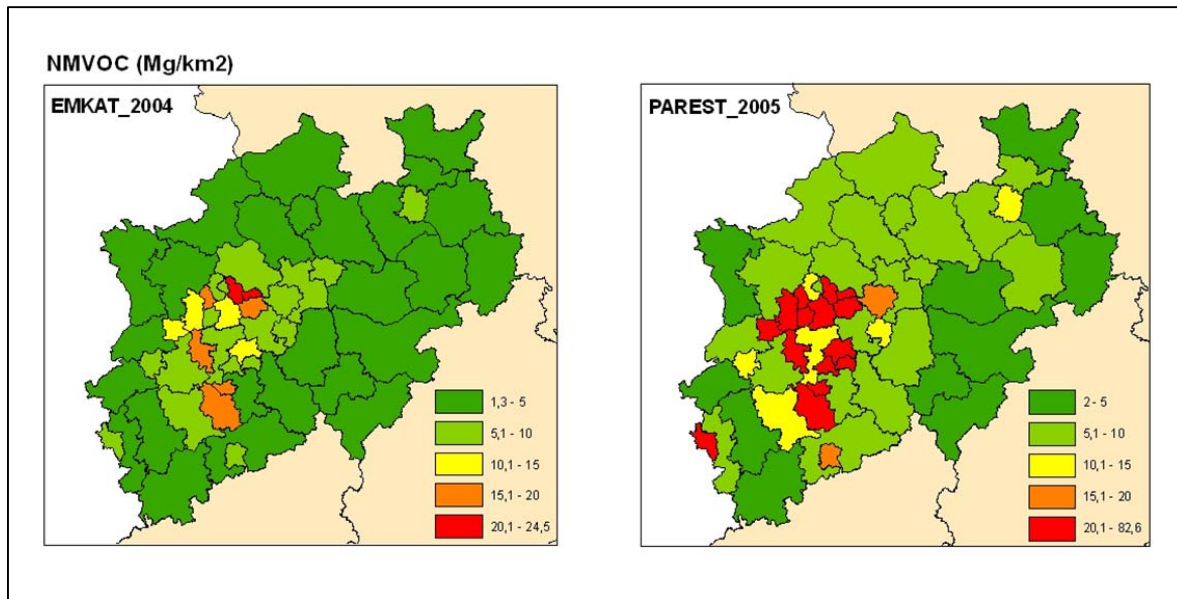 NMVOC (Mg/km2)
EMKAT_2004
1,3 - 5
5,1 - 10
10,1 - 15
15,1 - 20
20,1 - 24,5
PAREST_2005
2 - 5
5,1 - 10
10,1 - 15
15,1 - 20
20,1 - 82,6